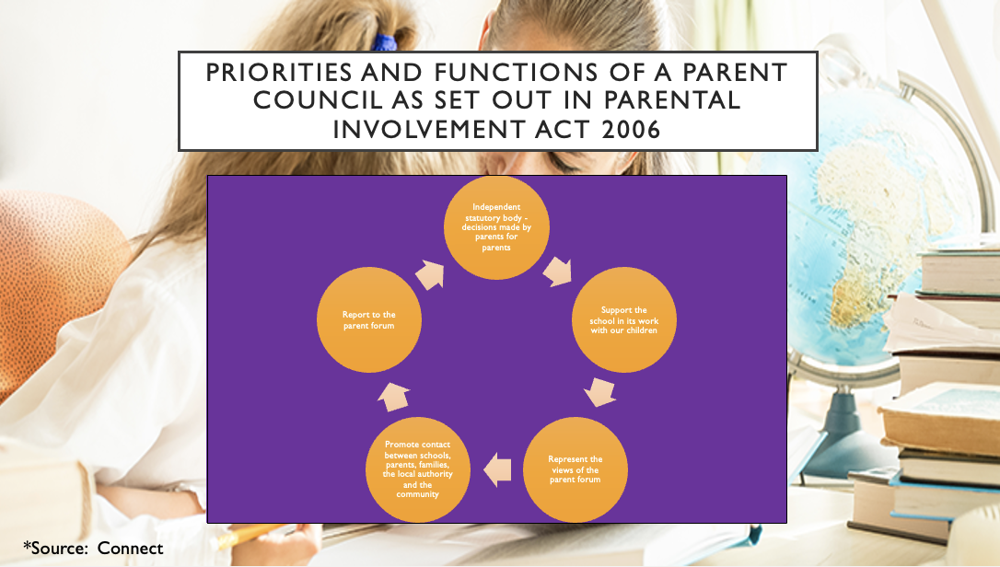 PRIORITIES AND FUNCTIONS OF A PARENT
COUNCIL AS SET OUT IN PARENTAL
INVOLVEMENT ACT 2006
Independent
statutory body -
decisions made by
parents for
parents
Support the
school in its work
with our children
Represent the
views of the
parent forum
Promote contact
between schools,
parents, families,
the local authority
and the
community
Report to the
parent forum
*Source: Connect